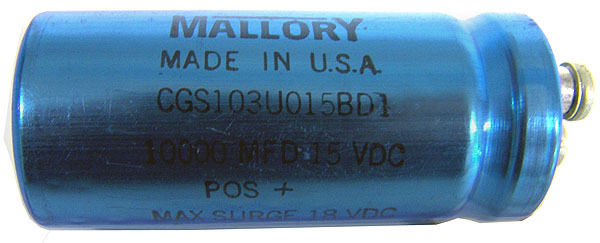 MALLORY
MADE IN U.S.A.
CGS103U015BD1
10000 MFD 15 VDC
POS +
MAX SURGE 18 VDC